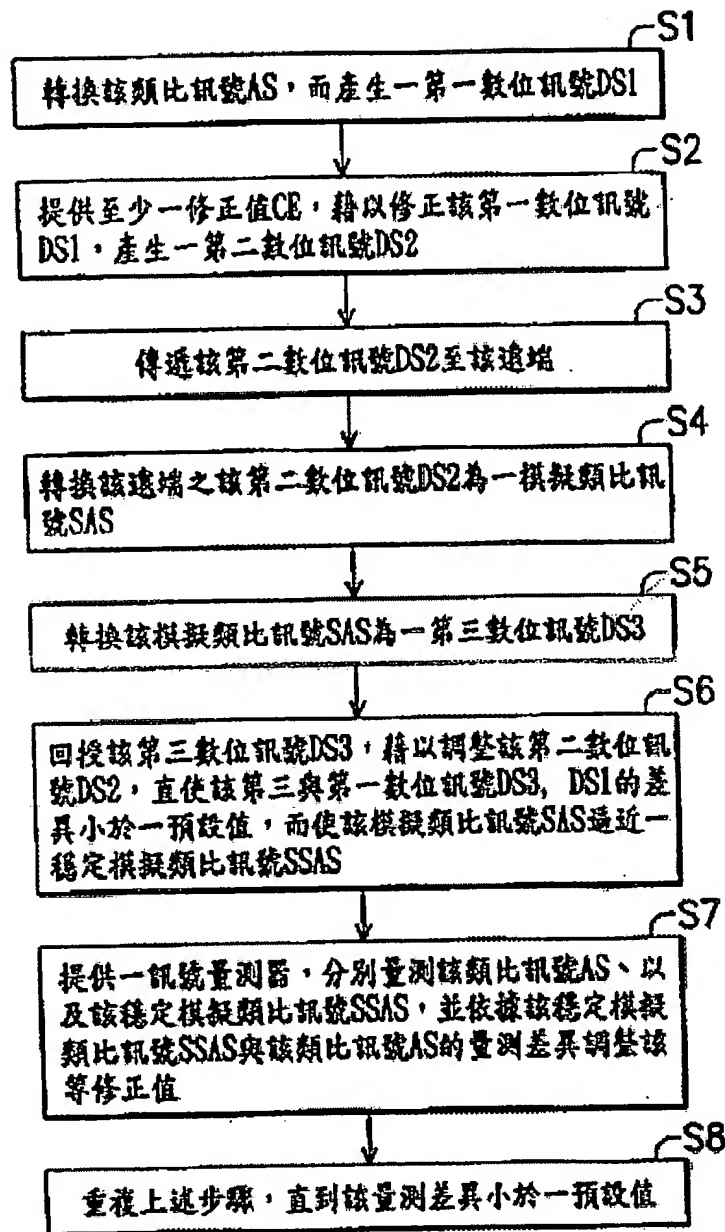 S1
轉換該類比訊號AS，而產生一第一數位訊號DS1
S2
提供至少一修正值CE，藉以修正該第一數位訊號
DS1，產生一第二數位訊號DS2
S3
傳遞該第二數位訊號DS2至該遠端
S4
轉換該遠端之該第二數位訊號DS2為一模擬類比訊
號SAS
S5
轉換該模擬類比訊號SAS為一第三數位訊號DS3
S6
回授該第三數位訊號DS3，藉以調整該第二數位訊
號DS2，直使該第三與第一數位訊號DS3, DS1的差
異小於一預設值，而使該模擬類比訊號SAS逼近一
穩定模擬類比訊號SSAS
S7
提供一訊號量測器，分別量測該類比訊號AS、以
及該穩定模擬類比訊號SSAS，並依據該穩定模擬
類比訊號SSAS與該類比訊號AS的量測差異調整該
等修正值
S8
重複上述步驟，直到該量測差異小於一預設值